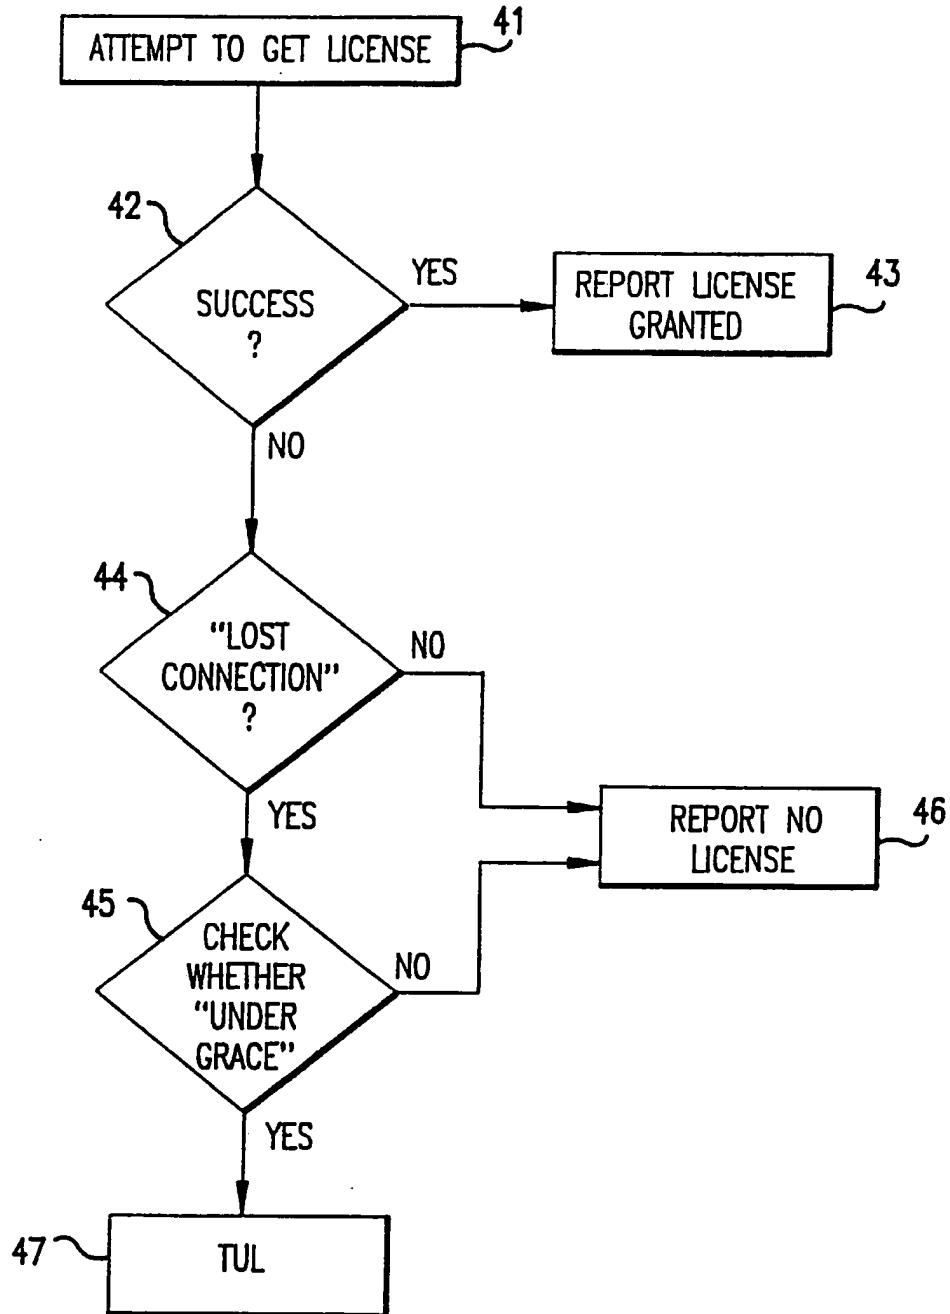 ATTEMPT TO GET LICENSE
41
42
SUCCESS
?
YES
REPORT LICENSE
GRANTED
43
NO
44
"LOST
CONNECTION"
?
NO
YES
REPORT NO
LICENSE
46
45
CHECK
WHETHER
"UNDER
GRACE"
NO
YES
47
TUL